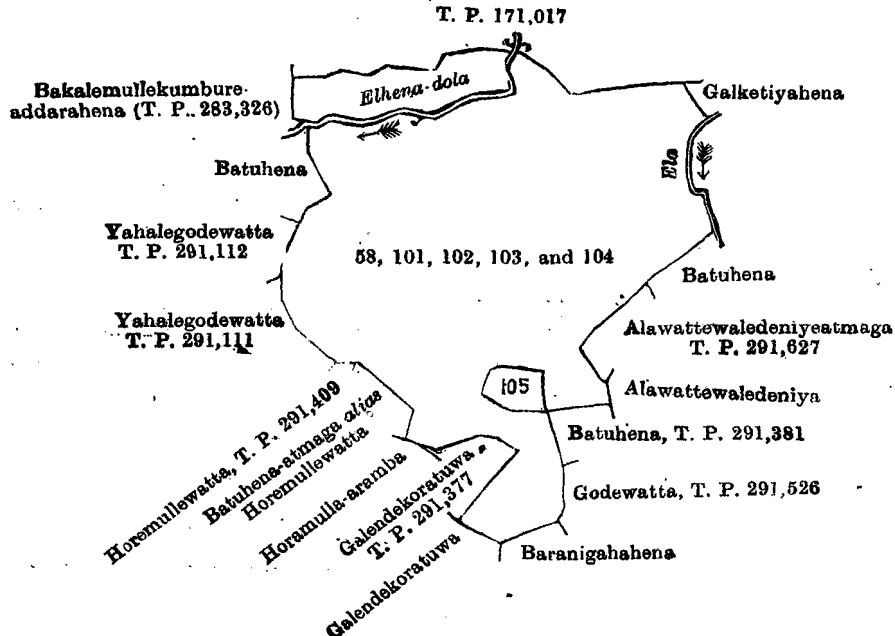 T. P. 171,017
Bakalemullekumbure-
addarahena (T. P. 283,326)
Elhena-dola
Galketiyahena
Ela
Batuhena
Yahalegodewatta
T. P. 291,112
58, 101, 102, 103, and 104
Batuhena
Yahalegodewatta
T. P. 291,111
Alawattewaledeniyeatmaga
T. P. 291,627
105
Alawattewaledeniya
Horemullewatta, T. P. 291,409
Batuhena-atmaga alias
Horemullewatta
Horamulla-aramba
Galendekoratuwa
T. P. 291,377
Galendekoratuwa
Batuhena, T. P. 291,381
Godewatta, T. P. 291,526
Baranigahahena